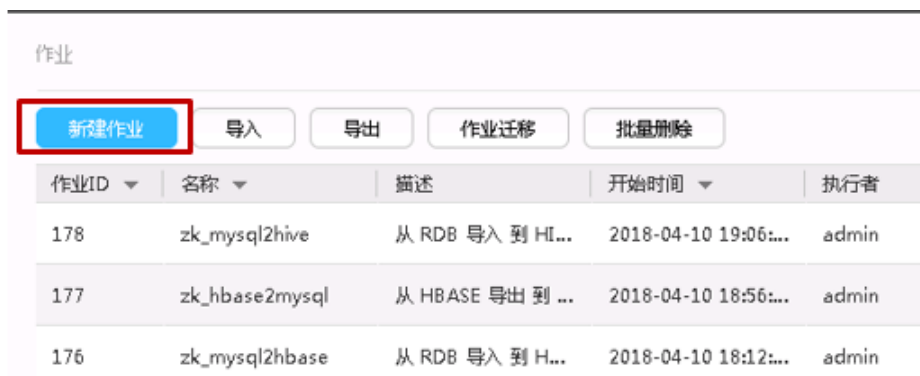 作业
新建作业 导入 导出 作业迁移 批量删除
作业ID 名称 描述 开始时间 执行者
178 zk_mysql2hive 从 RDB 导入 到 HI... 2018-04-10 19:06:... admin
177 zk_hbase2mysql 从 HBASE 导出 到 ... 2018-04-10 18:56:... admin
176 zk_mysql2hbase 从 RDB 导入 到 H... 2018-04-10 18:12:... admin